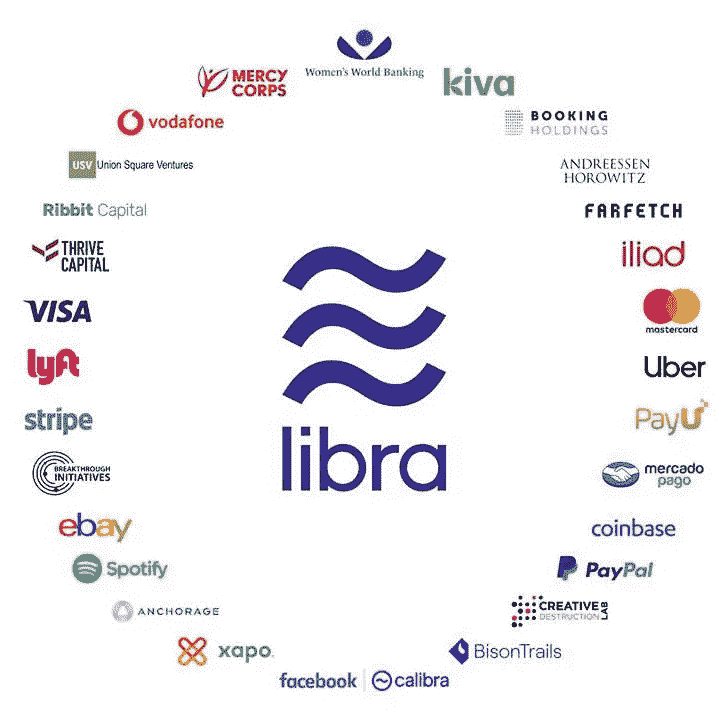 Women's World Banking
MERCY
CORPS
kiva
vodafone
BOOKING
HOLDINGS
USV Union Square Ventures
ANDREESSEN
HOROWITZ
Ribbit Capital
FARFETCH
THRIVE
CAPITAL
iliad
VISA
mastercard
lyft
Uber
stripe
PayU
BREAKTHROUGH
INITIATIVES
mercado
pago
libra
ebay
coinbase
Spotify
PayPal
ANCHORAGE
CREATIVE
DESTRUCTION
LAB
xapo
BisonTrails
facebook
calibra